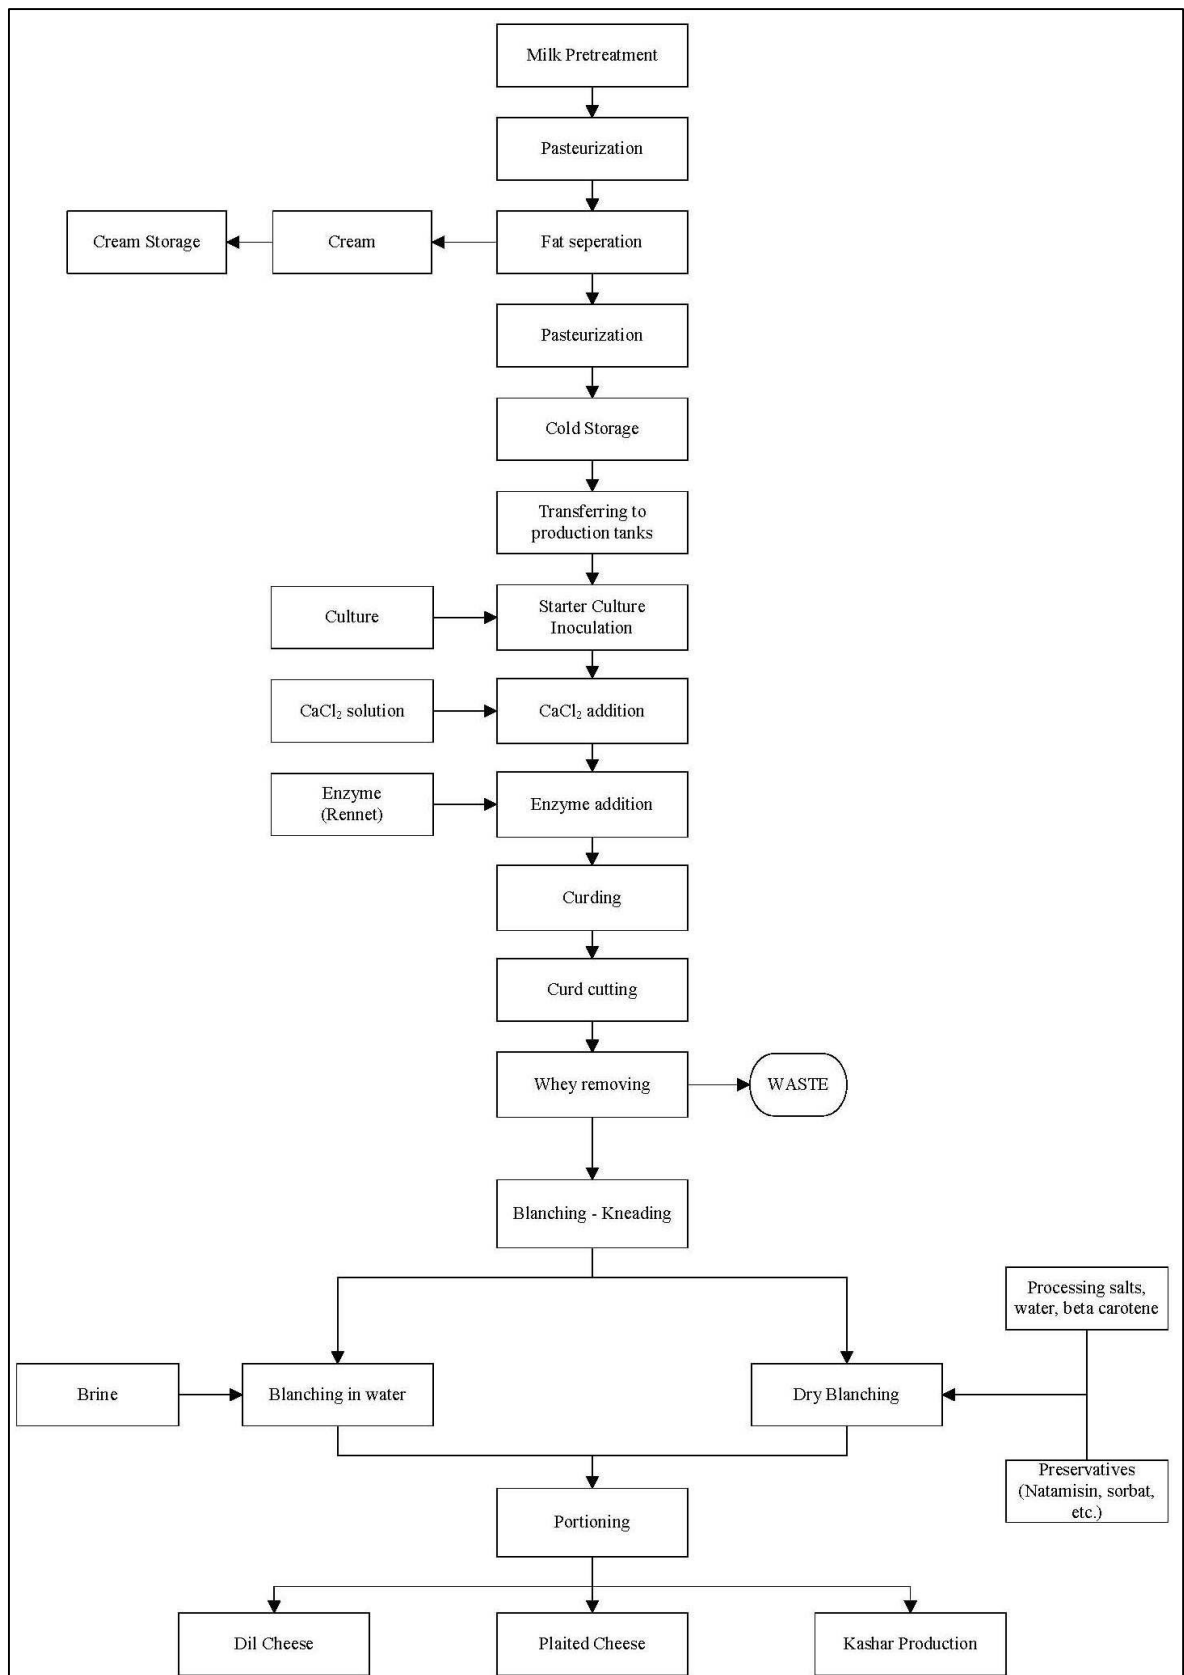 Milk Pretreatment
Pasteurization
Cream Storage
Cream
Fat seperation
Pasteurization
Cold Storage
Transferring to
production tanks
Culture
Starter Culture
Inoculation
CaCl₂ solution
CaCl₂ addition
Enzyme
(Rennet)
Enzyme addition
Curding
Curd cutting
Whey removing
WASTE
Blanching - Kneading
Processing salts,
water, beta carotene
Brine
Blanching in water
Dry Blanching
Preservatives
(Natamisin, sorbat,
etc.)
Portioning
Dil Cheese
Plaited Cheese
Kashar Production